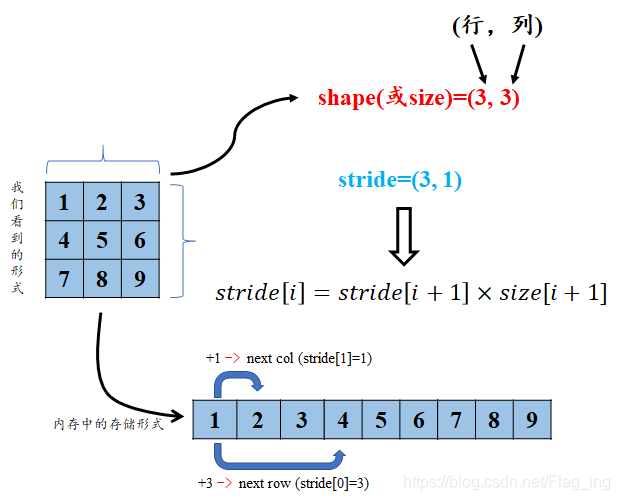 (行，列)
shape(或size)=(3, 3)
stride=(3, 1)
我们看到的形式
1 2 3
4 5 6
7 8 9
stride[i] = stride[i + 1] × size[i + 1]
+1 -> next col (stride[1]=1)
内存中的存储形式
1 2 3 4 5 6 7 8 9
+3 -> next row (stride[0]=3)
https://blog.csdn.net/Flag_ing